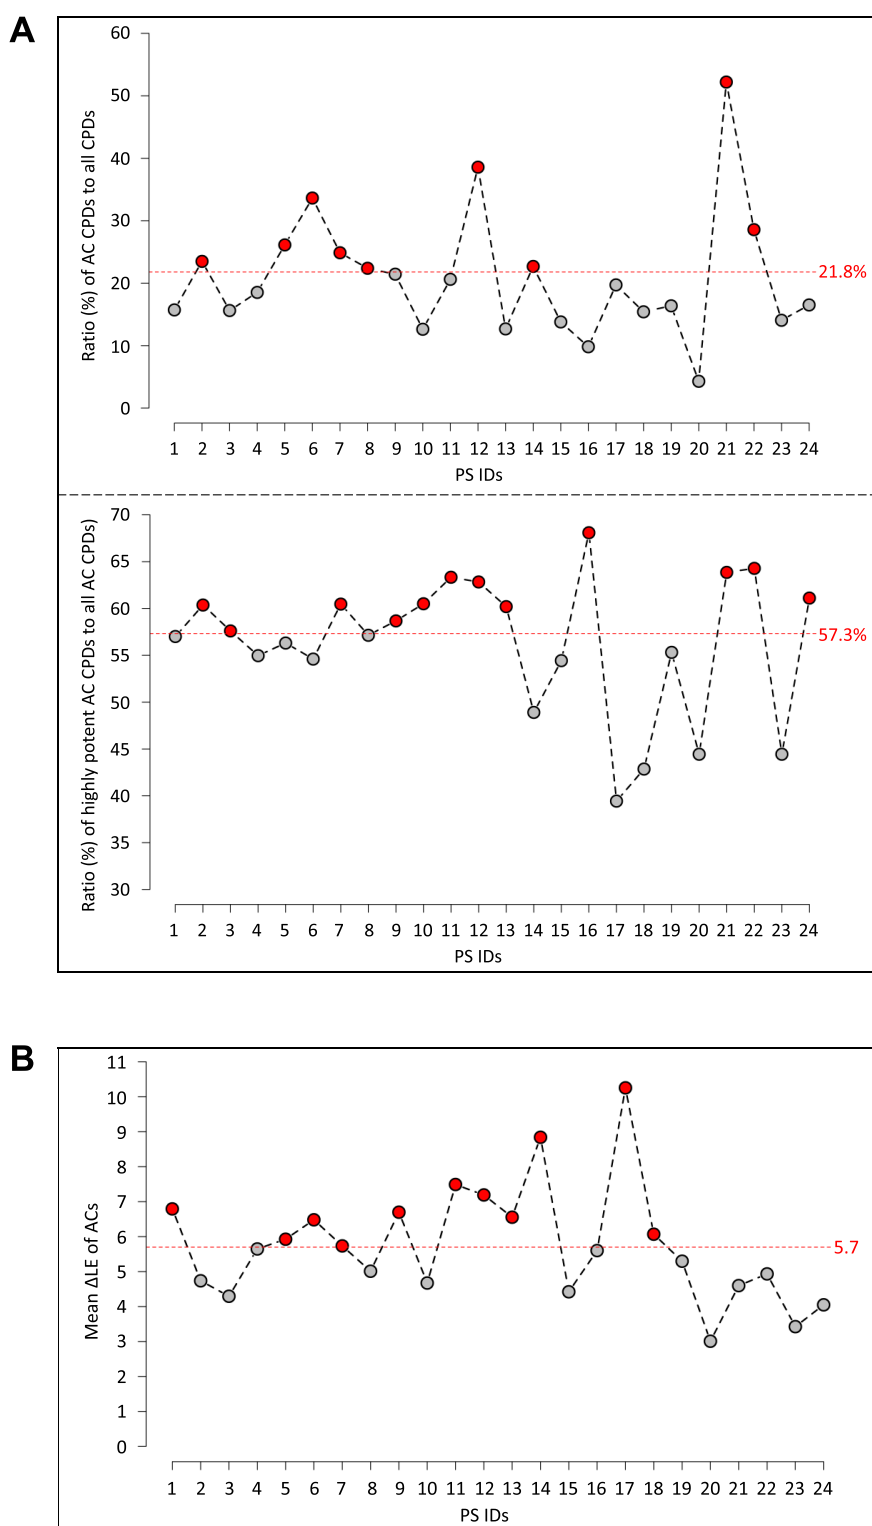 A
Ratio (%) of AC CPDs to all CPDs
60
50
40
30
20
10
0
21.8%
1 2 3 4 5 6 7 8 9 10 11 12 13 14 15 16 17 18 19 20 21 22 23 24
PS IDs
Ratio (%) of highly potent AC CPDs to all AC CPDs)
70
65
60
55
50
45
40
35
30
57.3%
1 2 3 4 5 6 7 8 9 10 11 12 13 14 15 16 17 18 19 20 21 22 23 24
PS IDs
B
Mean ΔLE of ACs
11
10
9
8
7
6
5
4
3
2
1
0
5.7
1 2 3 4 5 6 7 8 9 10 11 12 13 14 15 16 17 18 19 20 21 22 23 24
PS IDs